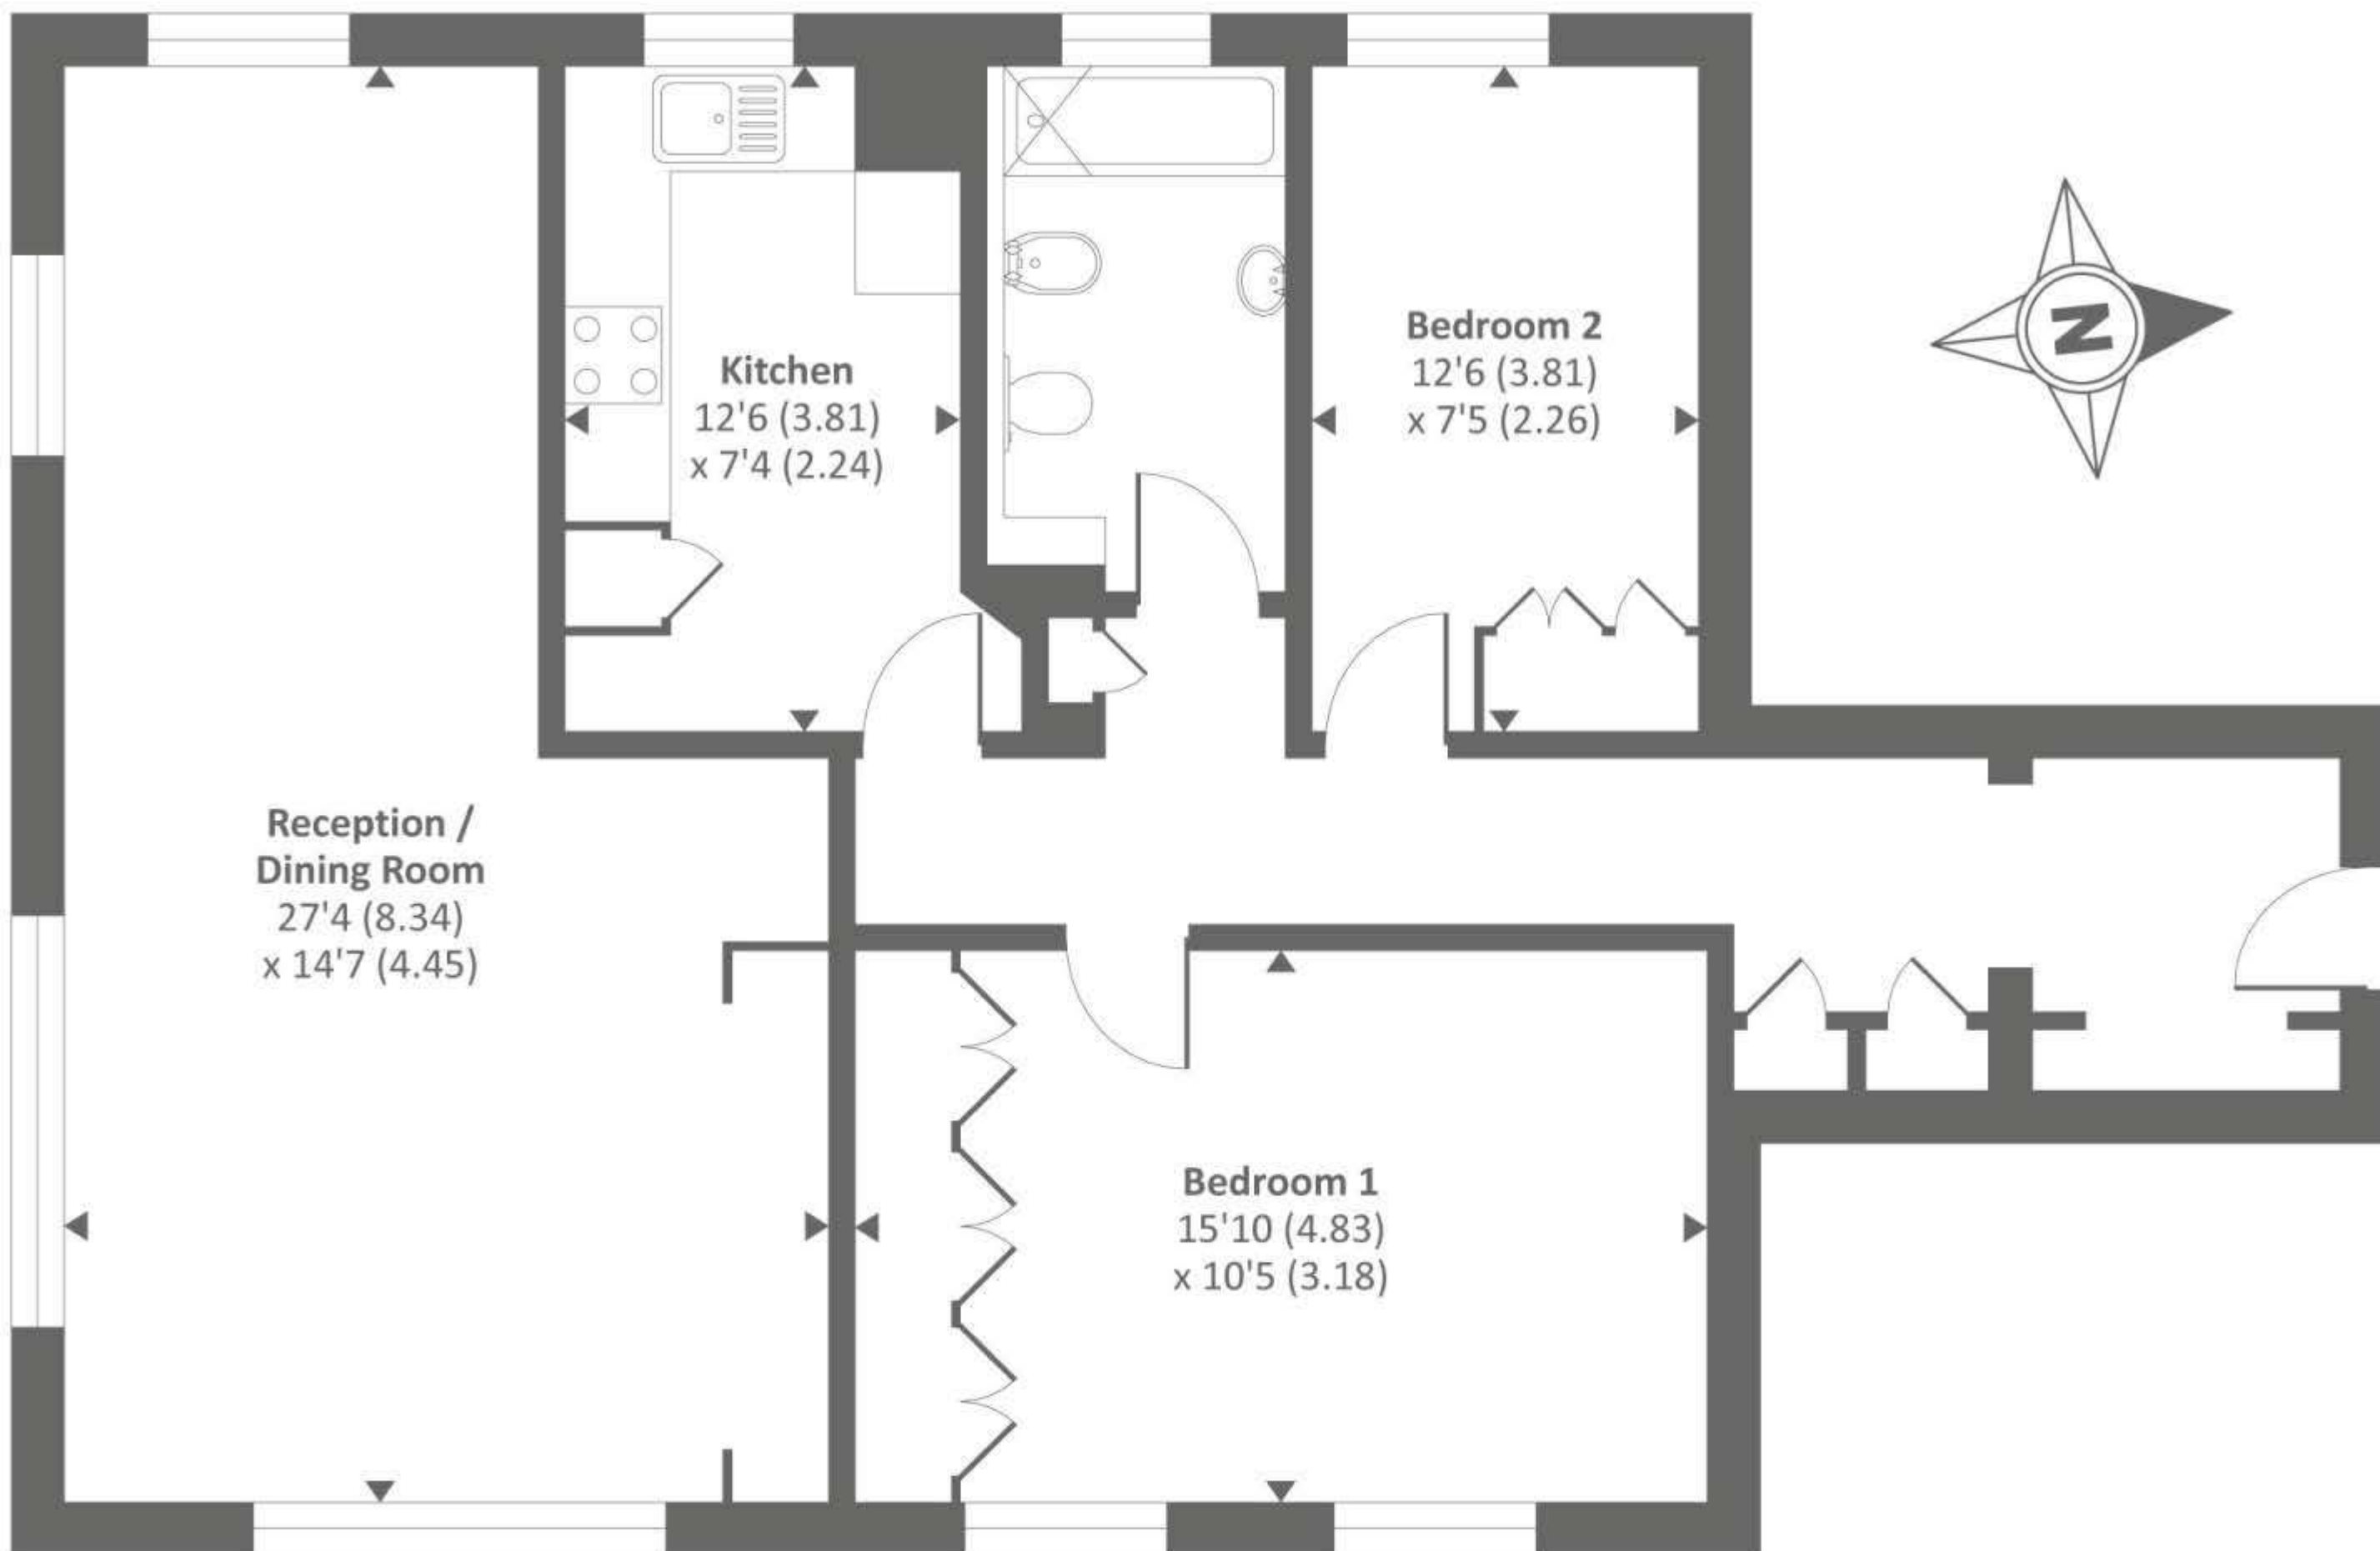 Kitchen
12'6 (3.81)
x 7'4 (2.24)
Bedroom 2
12'6 (3.81)
x 7'5 (2.26)
N
Reception /
Dining Room
27'4 (8.34)
x 14'7 (4.45)
Bedroom 1
15'10 (4.83)
x 10'5 (3.18)